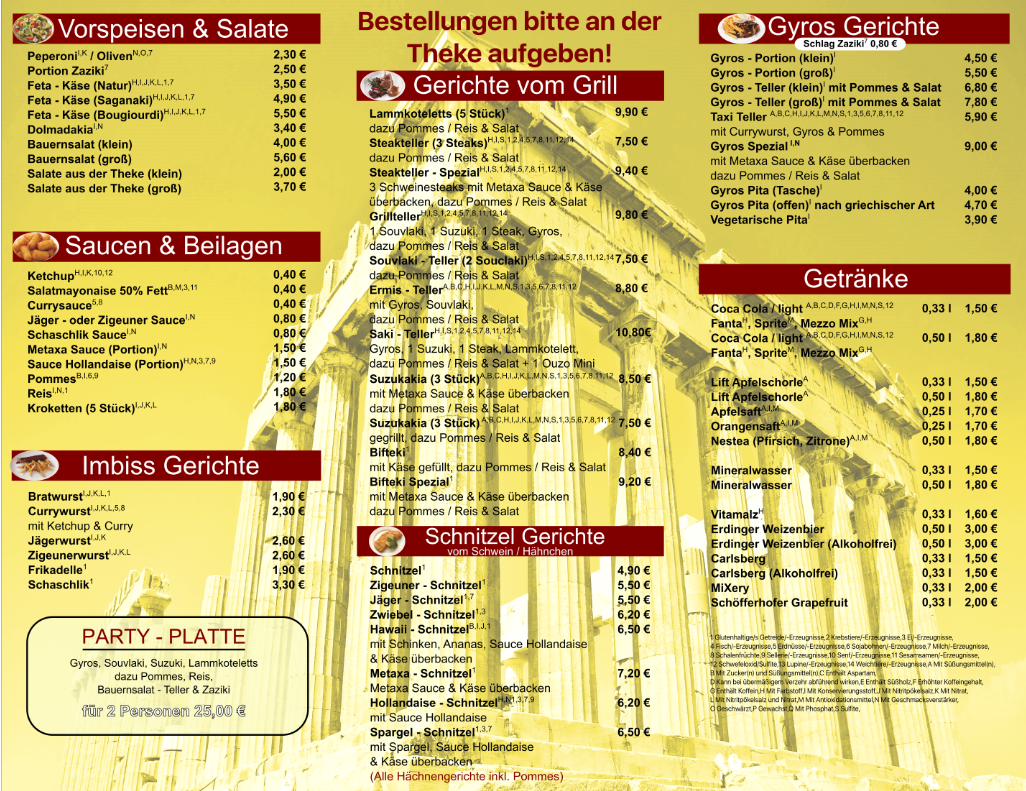 Vorspeisen & Salate
Peperoni I,K / Oliven N,O,7 2,30 €
Portion Zaziki 7 2,50 €
Feta - Käse (Natur) H,I,J,K,L,1,7 3,50 €
Feta - Käse (Saganaki) H,I,J,K,L,1,7 4,90 €
Feta - Käse (Bougiourdi) H,I,J,K,L,1,7 5,50 €
Dolmadakia I,N 3,40 €
Bauernsalat (klein) 4,00 €
Bauernsalat (groß) 5,60 €
Salate aus der Theke (klein) 2,00 €
Salate aus der Theke (groß) 3,70 €
Saucen & Beilagen
Ketchup H,I,K,10,12 0,40 €
Salatmayonaise 50% Fett B,M,3,11 0,40 €
Currysauce 5,8 0,40 €
Jäger - oder Zigeuner Sauce I,N 0,80 €
Schaschlik Sauce I,N 0,80 €
Metaxa Sauce (Portion) I,N 1,50 €
Sauce Hollandaise (Portion) H,N,3,7,9 1,50 €
Pommes B,I,6,9 1,20 €
Reis I,N,1 1,80 €
Kroketten (5 Stück) I,J,K,L 1,80 €
Imbiss Gerichte
Bratwurst I,J,K,L,1 1,90 €
Currywurst I,J,K,L,5,8 2,30 €
mit Ketchup & Curry
Jägerwurst I,J,K 2,60 €
Zigeunerwurst I,J,K,L 2,60 €
Frikadelle 1 1,90 €
Schaschlik 1 3,30 €
PARTY - PLATTE
Gyros, Souvlaki, Suzuki, Lammkoteletts
dazu Pommes, Reis,
Bauernsalat - Teller & Zaziki
für 2 Personen 25,00 €
Bestellungen bitte an der
Theke aufgeben!
Gerichte vom Grill
Lammkoteletts (5 Stück) 1 9,90 €
dazu Pommes / Reis & Salat
Steakteller (3 Steaks) H,I,S,1,2,4,5,7,8,11,12,14 7,50 €
dazu Pommes / Reis & Salat
Steakteller - Spezial H,I,S,1,2,4,5,7,8,11,12,14 9,40 €
3 Schweinesteaks mit Metaxa Sauce & Käse
überbacken, dazu Pommes / Reis & Salat
Grillteller H,I,S,1,2,4,5,7,8,11,12,14 9,80 €
1 Souvlaki, 1 Suzuki, 1 Steak, Gyros,
dazu Pommes / Reis & Salat
Souvlaki - Teller (2 Souclaki) H,I,S,1,2,4,5,7,8,11,12,14 7,50 €
dazu Pommes / Reis & Salat
Ermis - Teller A,B,C,H,I,J,K,L,M,N,S,1,3,5,6,7,8,11,12 8,80 €
mit Gyros, Souvlaki,
dazu Pommes / Reis & Salat
Saki - Teller H,I,S,1,2,4,5,7,8,11,12,14 10,80€
Gyros, 1 Suzuki, 1 Steak, Lammkotelett,
dazu Pommes / Reis & Salat + 1 Ouzo Mini
Suzukakia (3 Stück) A,B,C,H,I,J,K,L,M,N,S,1,3,5,6,7,8,11,12 8,50 €
mit Metaxa Sauce & Käse überbacken
dazu Pommes / Reis & Salat
Suzukakia (3 Stück) A,B,C,H,I,J,K,L,M,N,S,1,3,5,6,7,8,11,12 7,50 €
gegrillt, dazu Pommes / Reis & Salat
Bifteki 1 8,40 €
mit Käse gefüllt, dazu Pommes / Reis & Salat
Bifteki Spezial 1 9,20 €
mit Metaxa Sauce & Käse überbacken
dazu Pommes / Reis & Salat
Schnitzel Gerichte
vom Schwein / Hähnchen
Schnitzel 1 4,90 €
Zigeuner - Schnitzel 1 5,50 €
Jäger - Schnitzel 1,7 5,50 €
Zwiebel - Schnitzel 1,3 6,20 €
Hawaii - Schnitzel B,I,J,1 6,50 €
mit Schinken, Ananas, Sauce Hollandaise
& Käse überbacken
Metaxa - Schnitzel 1 7,20 €
Metaxa Sauce & Käse überbacken
Hollandaise - Schnitzel H,N,1,3,7,9 6,20 €
mit Sauce Hollandaise
Spargel - Schnitzel 1,3,7 6,50 €
mit Spargel, Sauce Hollandaise
& Käse überbacken
(Alle Hächnengerichte inkl. Pommes)
Gyros Gerichte
Schlag Zaziki 7 0,80 €
Gyros - Portion (klein) I 4,50 €
Gyros - Portion (groß) I 5,50 €
Gyros - Teller (klein) I mit Pommes & Salat 6,80 €
Gyros - Teller (groß) I mit Pommes & Salat 7,80 €
Taxi Teller A,B,C,H,I,J,K,L,M,N,S,1,3,5,6,7,8,11,12 5,90 €
mit Currywurst, Gyros & Pommes
Gyros Spezial I,N 9,00 €
mit Metaxa Sauce & Käse überbacken
dazu Pommes / Reis & Salat
Gyros Pita (Tasche) I 4,00 €
Gyros Pita (offen) I nach griechischer Art 4,70 €
Vegetarische Pita I 3,90 €
Getränke
Coca Cola / light A,B,C,D,F,G,H,I,M,N,S,12 0,33 l 1,50 €
Fanta H, Sprite M, Mezzo Mix G,H
Coca Cola / light A,B,C,D,F,G,H,I,M,N,S,12 0,50 l 1,80 €
Fanta H, Sprite M, Mezzo Mix G,H
Lift Apfelschorle A 0,33 l 1,50 €
Lift Apfelschorle A 0,50 l 1,80 €
Apfelsaft A,I,M 0,25 l 1,70 €
Orangensaft A,I,M 0,25 l 1,70 €
Nestea (Pfirsich, Zitrone) A,I,M 0,50 l 1,80 €
Mineralwasser 0,33 l 1,50 €
Mineralwasser 0,50 l 1,80 €
Vitamalz H 0,33 l 1,60 €
Erdinger Weizenbier 0,50 l 3,00 €
Erdinger Weizenbier (Alkoholfrei) 0,50 l 3,00 €
Carlsberg 0,33 l 1,50 €
Carlsberg (Alkoholfrei) 0,33 l 1,50 €
MiXery 0,33 l 2,00 €
Schöfferhofer Grapefruit 0,33 l 2,00 €
1 Glutenhaltige/s Getreide/-Erzeugnisse,2 Krebstiere/-Erzeugnisse,3 Ei/-Erzeugnisse,
4 Fisch/-Erzeugnisse,5 Erdnüsse/-Erzeugnisse,6 Sojabohnen/-Erzeugnisse,7 Milch/-Erzeugnisse,
8 Schalenfrüchte,9 Sellerie/-Erzeugnisse,10 Senf/-Erzeugnisse,11 Sesamsamen/-Erzeugnisse,
12 Schwefeloxid/Sulfite,13 Lupine/-Erzeugnisse,14 Weichtiere/-Erzeugnisse,A Mit Süßungsmittel(n),
B Mit Zucker(n) und Süßungsmittel(n),C Enthält Aspartam,
D Kann bei übermäßigem Verzehr abführend wirken,E Enthält Süßholz,F Erhöhter Koffeingehalt,
G Enthält Koffein,H Mit Farbstoff,I Mit Konservierungsstoff,J Mit Nitritpökelsalz,K Mit Nitrat,
L Mit Nitritpökelsalz und Nitrat,M Mit Antioxidationsmittel,N Mit Geschmacksverstärker,
O Geschwärzt,P Gewachst,Q Mit Phosphat,S Sulfite,